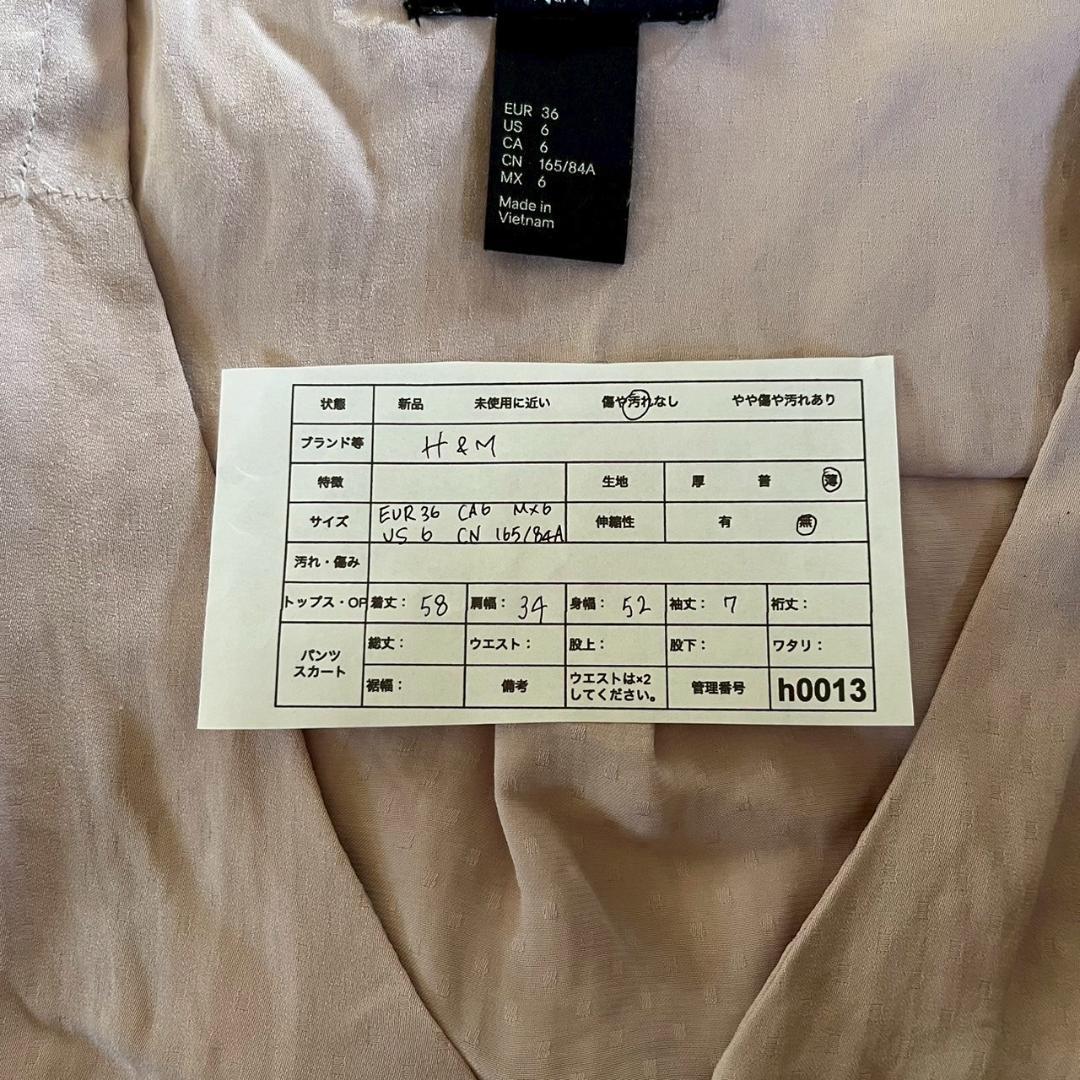 EUR 36
US 6
CA 6
CN 165/84A
MX 6
Made in
Vietnam
状態 新品 未使用に近い 傷や汚れなし やや傷や汚れあり
ブランド等 H&M
特徴 生地 厚 普 薄
サイズ EUR36 CA6 MX6
US 6 CN 165/84A
伸縮性 有 無
汚れ・傷み
トップス・OP 着丈: 58 肩幅: 34 身幅: 52 袖丈: 7 裄丈:
パンツ
スカート
総丈: ウエスト: 股上: 股下: ワタリ:
裾幅: 備考 ウエストは×2
してください。
管理番号 h0013